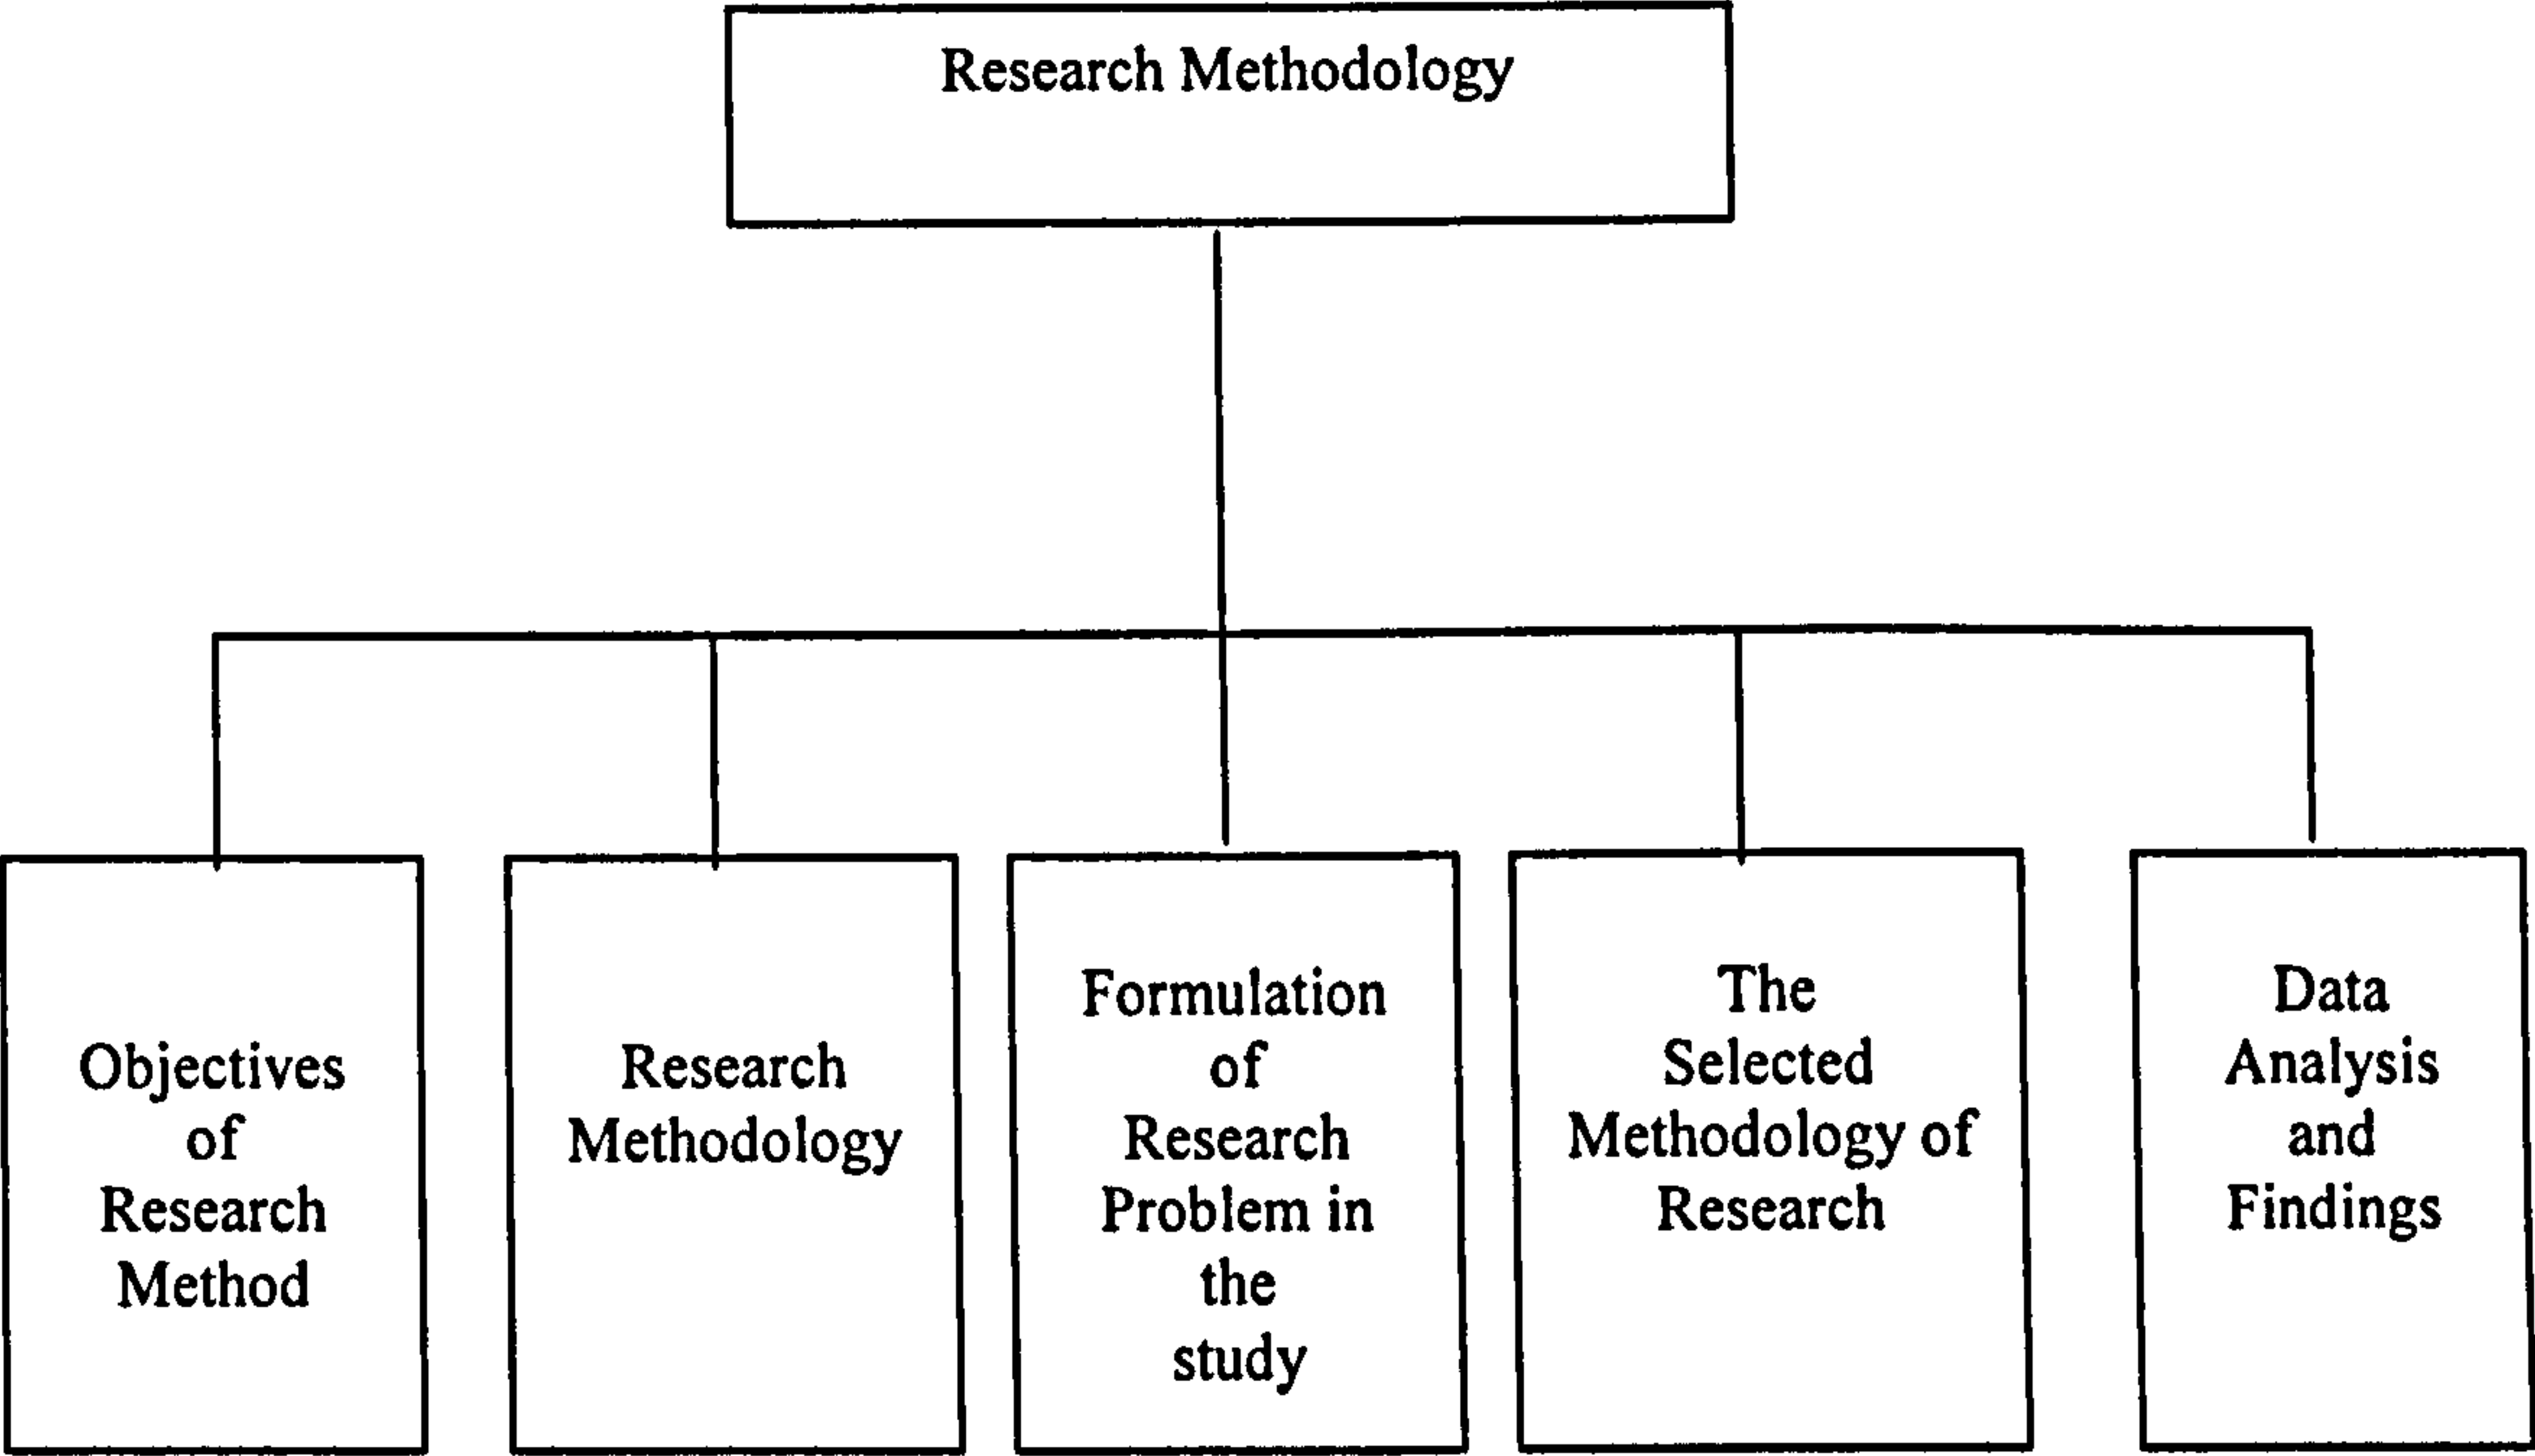 Research Methodology
Objectives
of
Research
Method
Research
Methodology
Formulation
of
Research
Problem in
the
study
The
Selected
Methodology of
Research
Data
Analysis
and
Findings